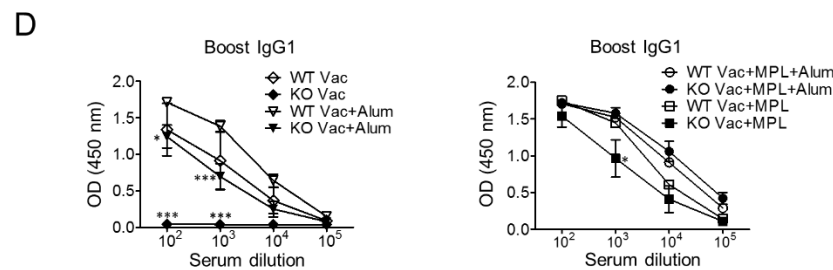 D
Boost IgG1
WT Vac
KO Vac
WT Vac+Alum
KO Vac+Alum
OD (450 nm)
2.0
1.5
1.0
0.5
0.0
*
***
***
***
10²
10³
10⁴
10⁵
Serum dilution
Boost IgG1
WT Vac+MPL+Alum
KO Vac+MPL+Alum
WT Vac+MPL
KO Vac+MPL
OD (450 nm)
2.0
1.5
1.0
0.5
0.0
*
10²
10³
10⁴
10⁵
Serum dilution